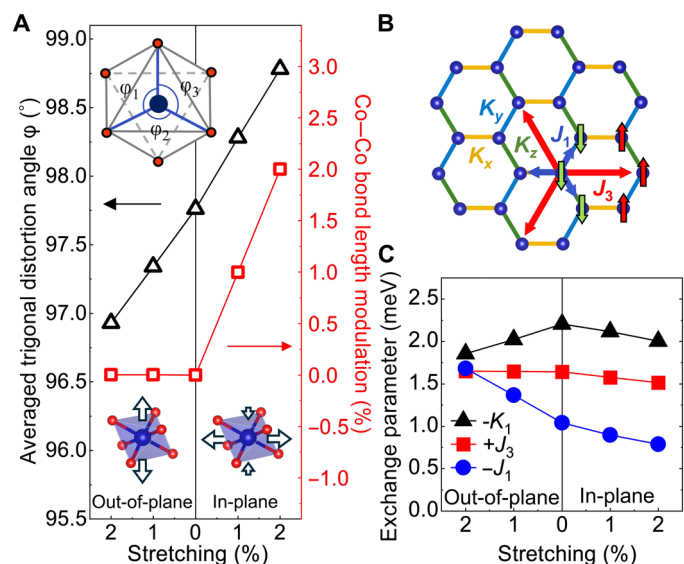 A
99.0
98.5
98.0
97.5
97.0
96.5
96.0
95.5
Averaged trigonal distortion angle φ (°)
φ₁
φ₃
φ₂
3.0
2.5
2.0
1.5
1.0
0.5
0.0
−0.5
−1.0
Co–Co bond length modulation (%)
Out-of-plane
In-plane
2 1 0 1 2
Stretching (%)
B
Ky
Kz
Kx
J₁
J₃
C
2.5
2.0
1.5
1.0
0.5
0.0
Exchange parameter (meV)
-K₁
+J₃
–J₁
Out-of-plane
In-plane
2 1 0 1 2
Stretching (%)